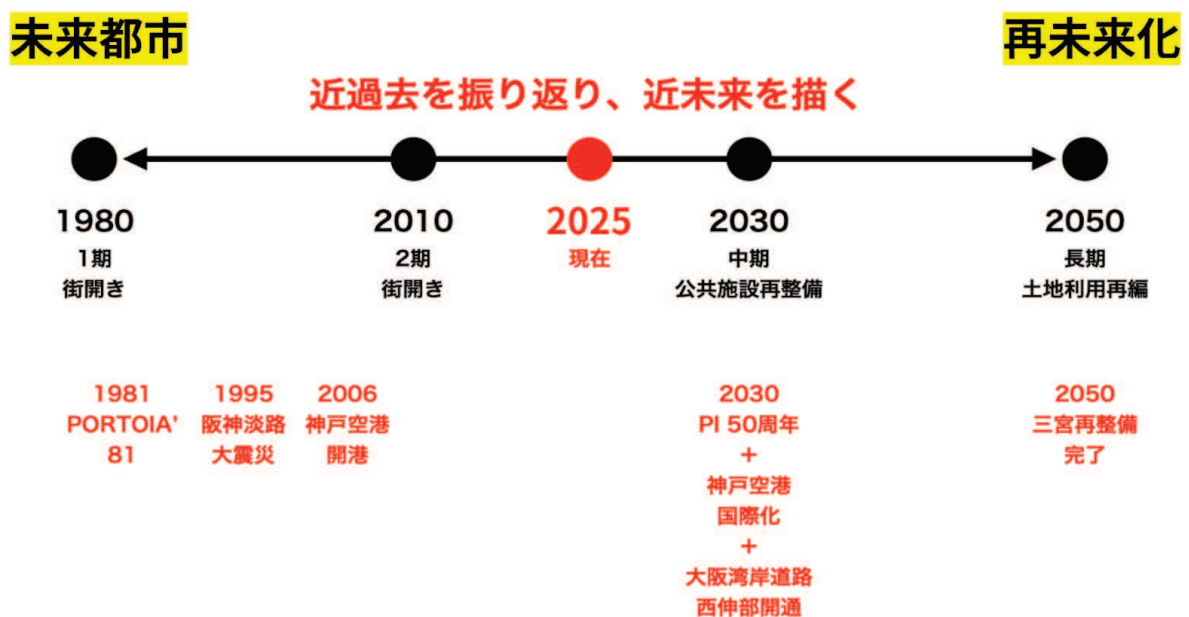 未来都市
再未来化
近過去を振り返り、近未来を描く
1980
1期
街開き
2010
2期
街開き
2025
現在
2030
中期
公共施設再整備
2050
長期
土地利用再編
1981
PORTOIA'
81
1995
阪神淡路
大震災
2006
神戸空港
開港
2030
PI 50周年
+
神戸空港
国際化
+
大阪湾岸道路
西伸部開通
2050
三宮再整備
完了